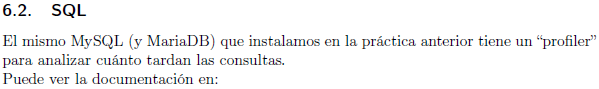 6.2. SQL
El mismo MySQL (y MariaDB) que instalamos en la práctica anterior tiene un “profiler”
para analizar cuánto tardan las consultas.
Puede ver la documentación en: